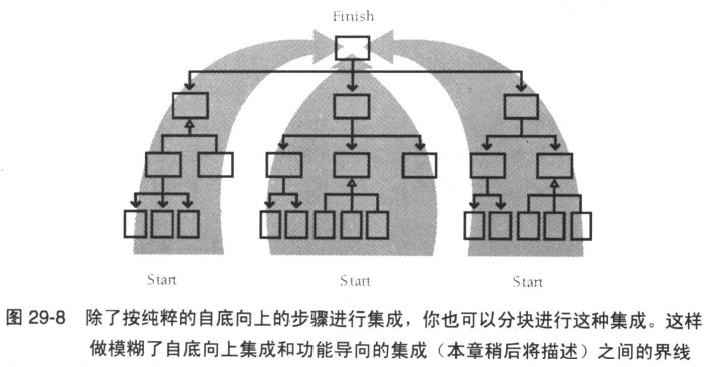 Finish
Start
Start
Start
图 29-8 除了按纯粹的自底向上的步骤进行集成，你也可以分块进行这种集成。这样
做模糊了自底向上集成和功能导向的集成（本章稍后将描述）之间的界线